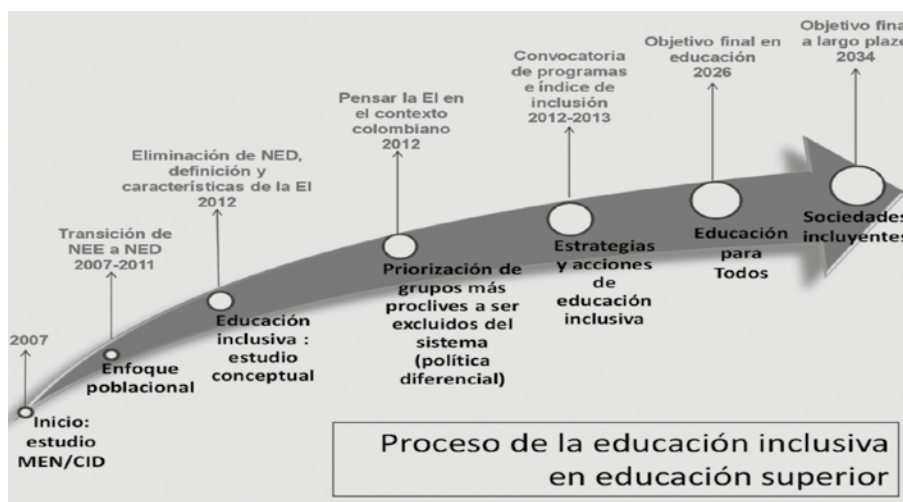 2007
Inicio:
estudio
MEN/CID
Transición de
NEE a NED
2007-2011
Enfoque
poblacional
Eliminación de NED,
definición y
características de la EI
2012
Educación
inclusiva :
estudio
conceptual
Pensar la EI en
el contexto
colombiano
2012
Priorización de
grupos más
proclives a ser
excluidos del
sistema
(política
diferencial)
Convocatoria
de programas
e índice de
inclusión
2012-2013
Estrategias
y acciones de
educación
inclusiva
Objetivo final en
educación
2026
Educación
para
Todos
Objetivo final
a largo plazo
2034
Sociedades
incluyentes
Proceso de la educación inclusiva
en educación superior